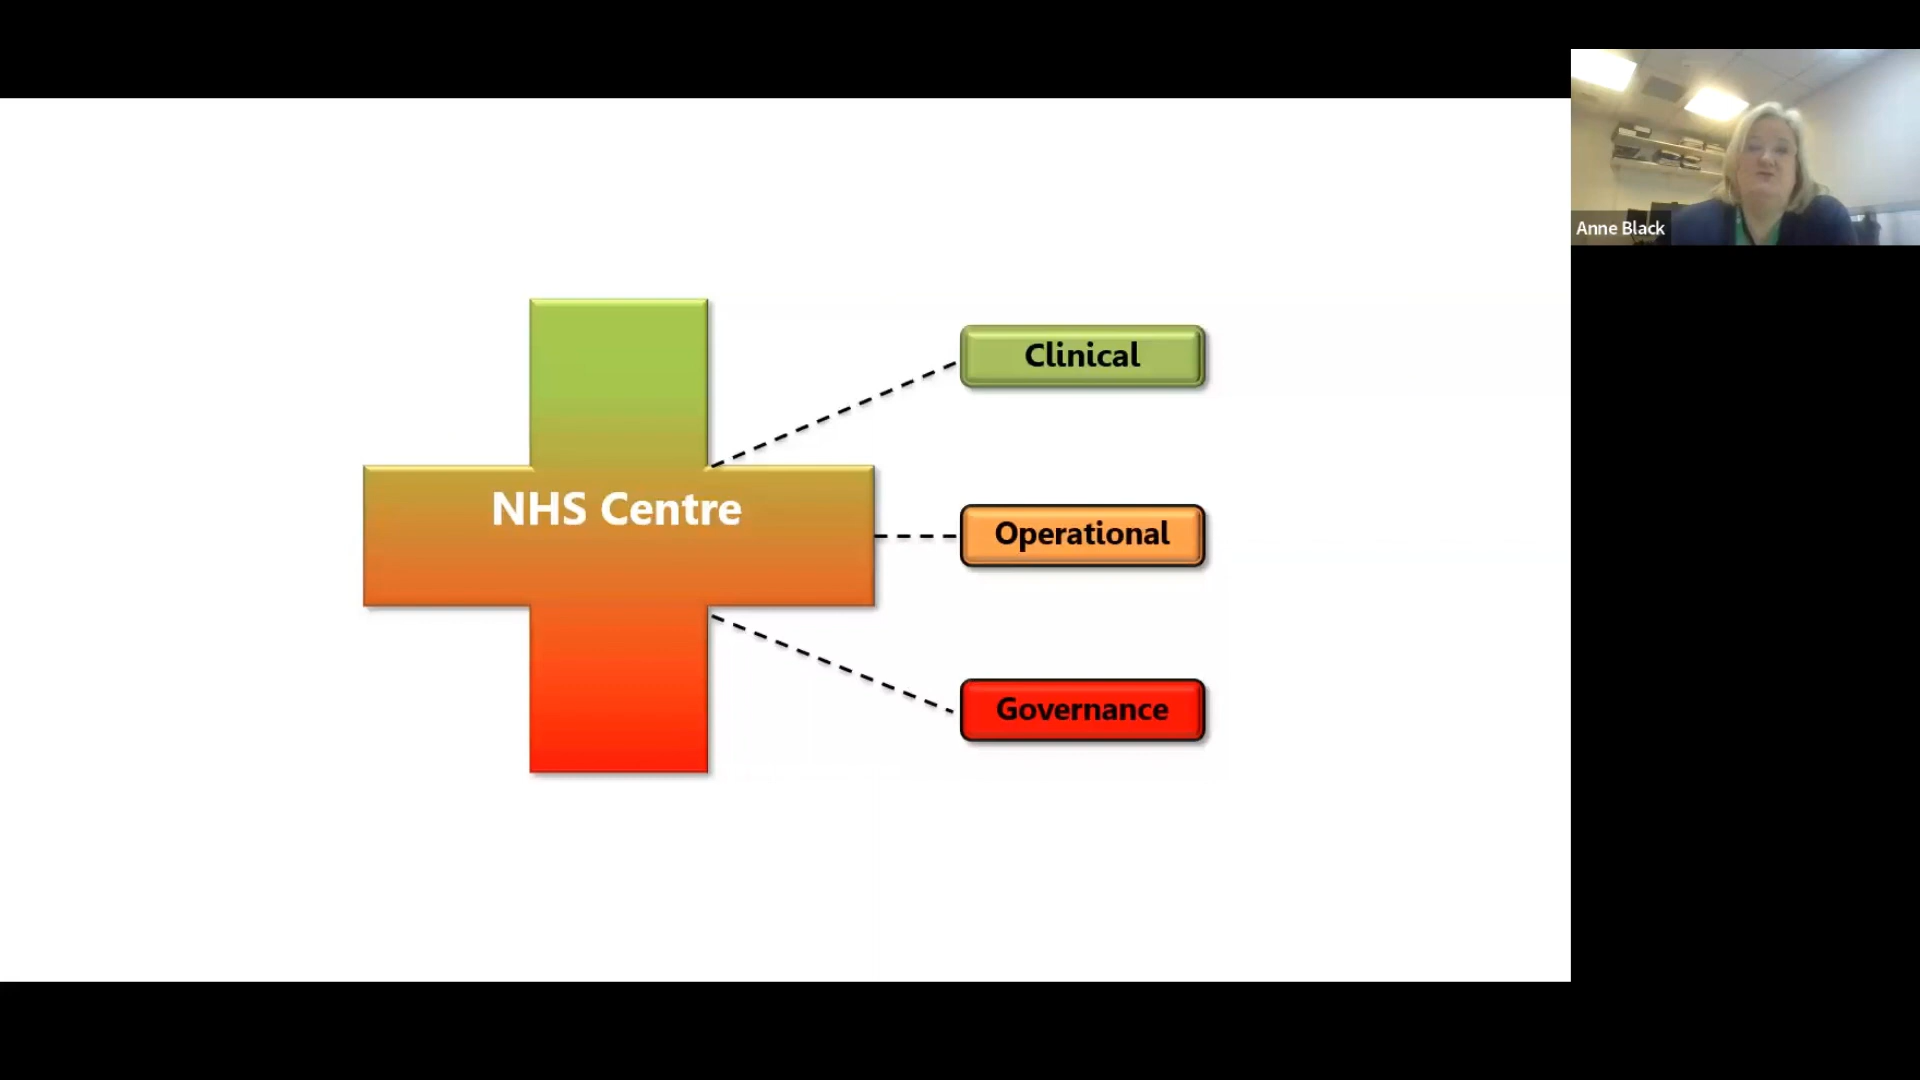 Anne Black
Clinical
NHS Centre
Operational
Governance